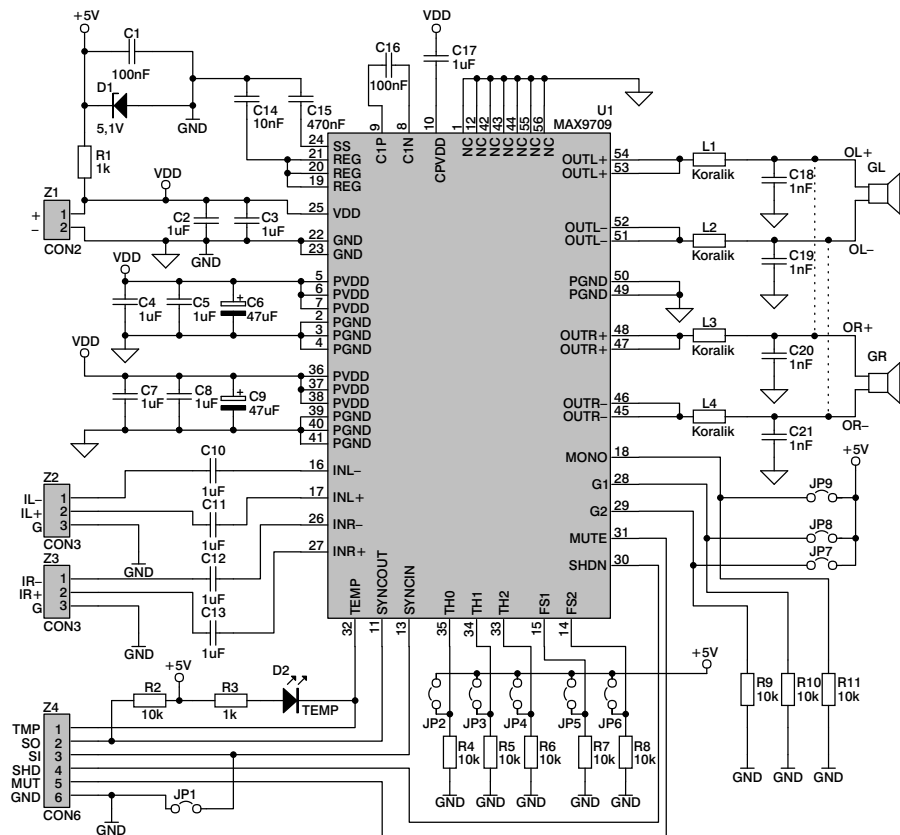 +5V
C1
100nF
D1
5,1V
GND
R1
1k
C14
10nF
C15
470nF
C16
100nF
VDD
C17
1uF
U1
MAX9709
9 8 10 1 12 42 43 44 55 56
C1P C1N CPVDD NC NC NC NC NC NC NC
24 SS
21 REG
20 REG
19 REG
VDD
Z1
+ 1
- 2
CON2
C2
1uF
C3
1uF
GND
25 VDD
22 GND
23 GND
VDD
C4
1uF
C5
1uF
+ C6
47uF
5 PVDD
6 PVDD
7 PVDD
2 PGND
3 PGND
4 PGND
VDD
C7
1uF
C8
1uF
+ C9
47uF
36 PVDD
37 PVDD
38 PVDD
39 PGND
40 PGND
41 PGND
C10
1uF
16 INL-
C11
1uF
17 INL+
C12
1uF
26 INR-
C13
1uF
27 INR+
Z2
IL- 1
IL+ 2
G 3
CON3
GND
Z3
IR- 1
IR+ 2
G 3
CON3
GND
OUTL+ 54
OUTL+ 53
L1
Koralik
C18
1nF
OL+
GL
OUTL- 52
OUTL- 51
L2
Koralik
C19
1nF
OL-
PGND 50
PGND 49
OUTR+ 48
OUTR+ 47
L3
Koralik
C20
1nF
OR+
GR
OUTR- 46
OUTR- 45
L4
Koralik
C21
1nF
OR-
MONO 18
G1 28
G2 29
MUTE 31
SHDN 30
+5V
JP9
JP8
JP7
TEMP SYNCOUT SYNCIN TH0 TH1 TH2 FS1 FS2
32 11 13 35 34 33 15 14
+5V
R2
10k
R3
1k
D2
TEMP
Z4
TMP 1
SO 2
SI 3
SHD 4
MUT 5
GND 6
CON6
JP1
GND
+5V
JP2 JP3 JP4 JP5 JP6
R4
10k
R5
10k
R6
10k
R7
10k
R8
10k
GND GND GND GND GND
R9
10k
R10
10k
R11
10k
GND GND GND